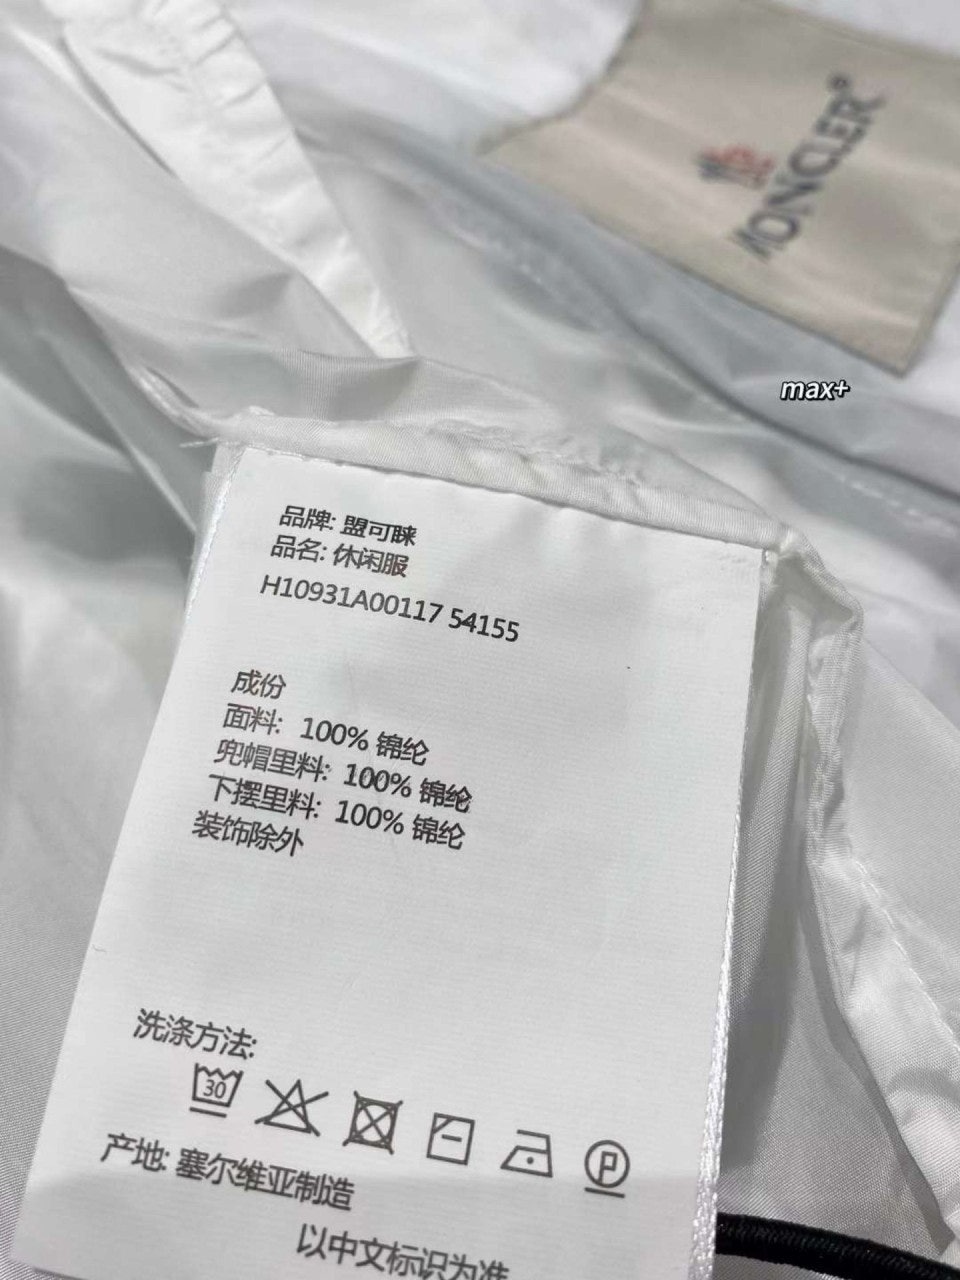 MONCLER
max+
品牌: 盟可睐
品名: 休闲服
H10931A00117 54155
成份
面料: 100% 锦纶
兜帽里料: 100% 锦纶
下摆里料: 100% 锦纶
装饰除外
洗涤方法:
30
P
产地: 塞尔维亚制造
以中文标识为准